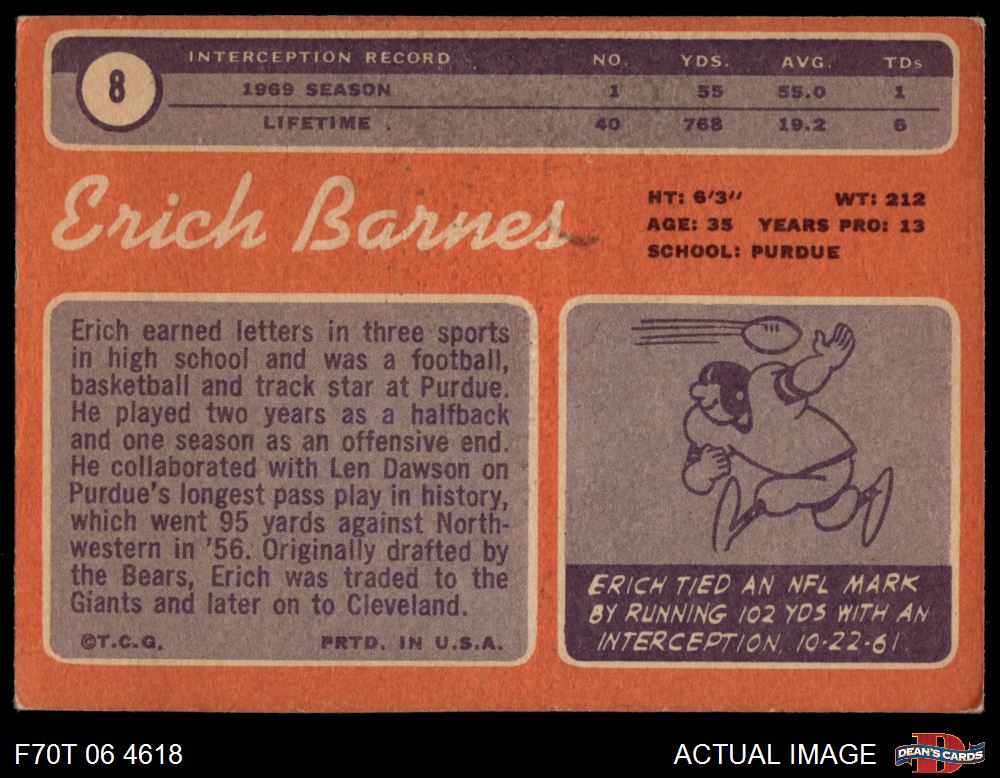 8
INTERCEPTION RECORD NO. YDS. AVG. TDs
1969 SEASON 1 55 55.0 1
LIFETIME 40 768 19.2 6
Erich Barnes
HT: 6'3" WT: 212
AGE: 35 YEARS PRO: 13
SCHOOL: PURDUE
Erich earned letters in three sports
in high school and was a football,
basketball and track star at Purdue.
He played two years as a halfback
and one season as an offensive end.
He collaborated with Len Dawson on
Purdue's longest pass play in history,
which went 95 yards against North-
western in '56. Originally drafted by
the Bears, Erich was traded to the
Giants and later on to Cleveland.
©T.C.G. PRTD. IN U.S.A.
ERICH TIED AN NFL MARK
BY RUNNING 102 YDS WITH AN
INTERCEPTION, 10-22-61
F70T 06 4618 ACTUAL IMAGE
D
DEAN'S CARDS